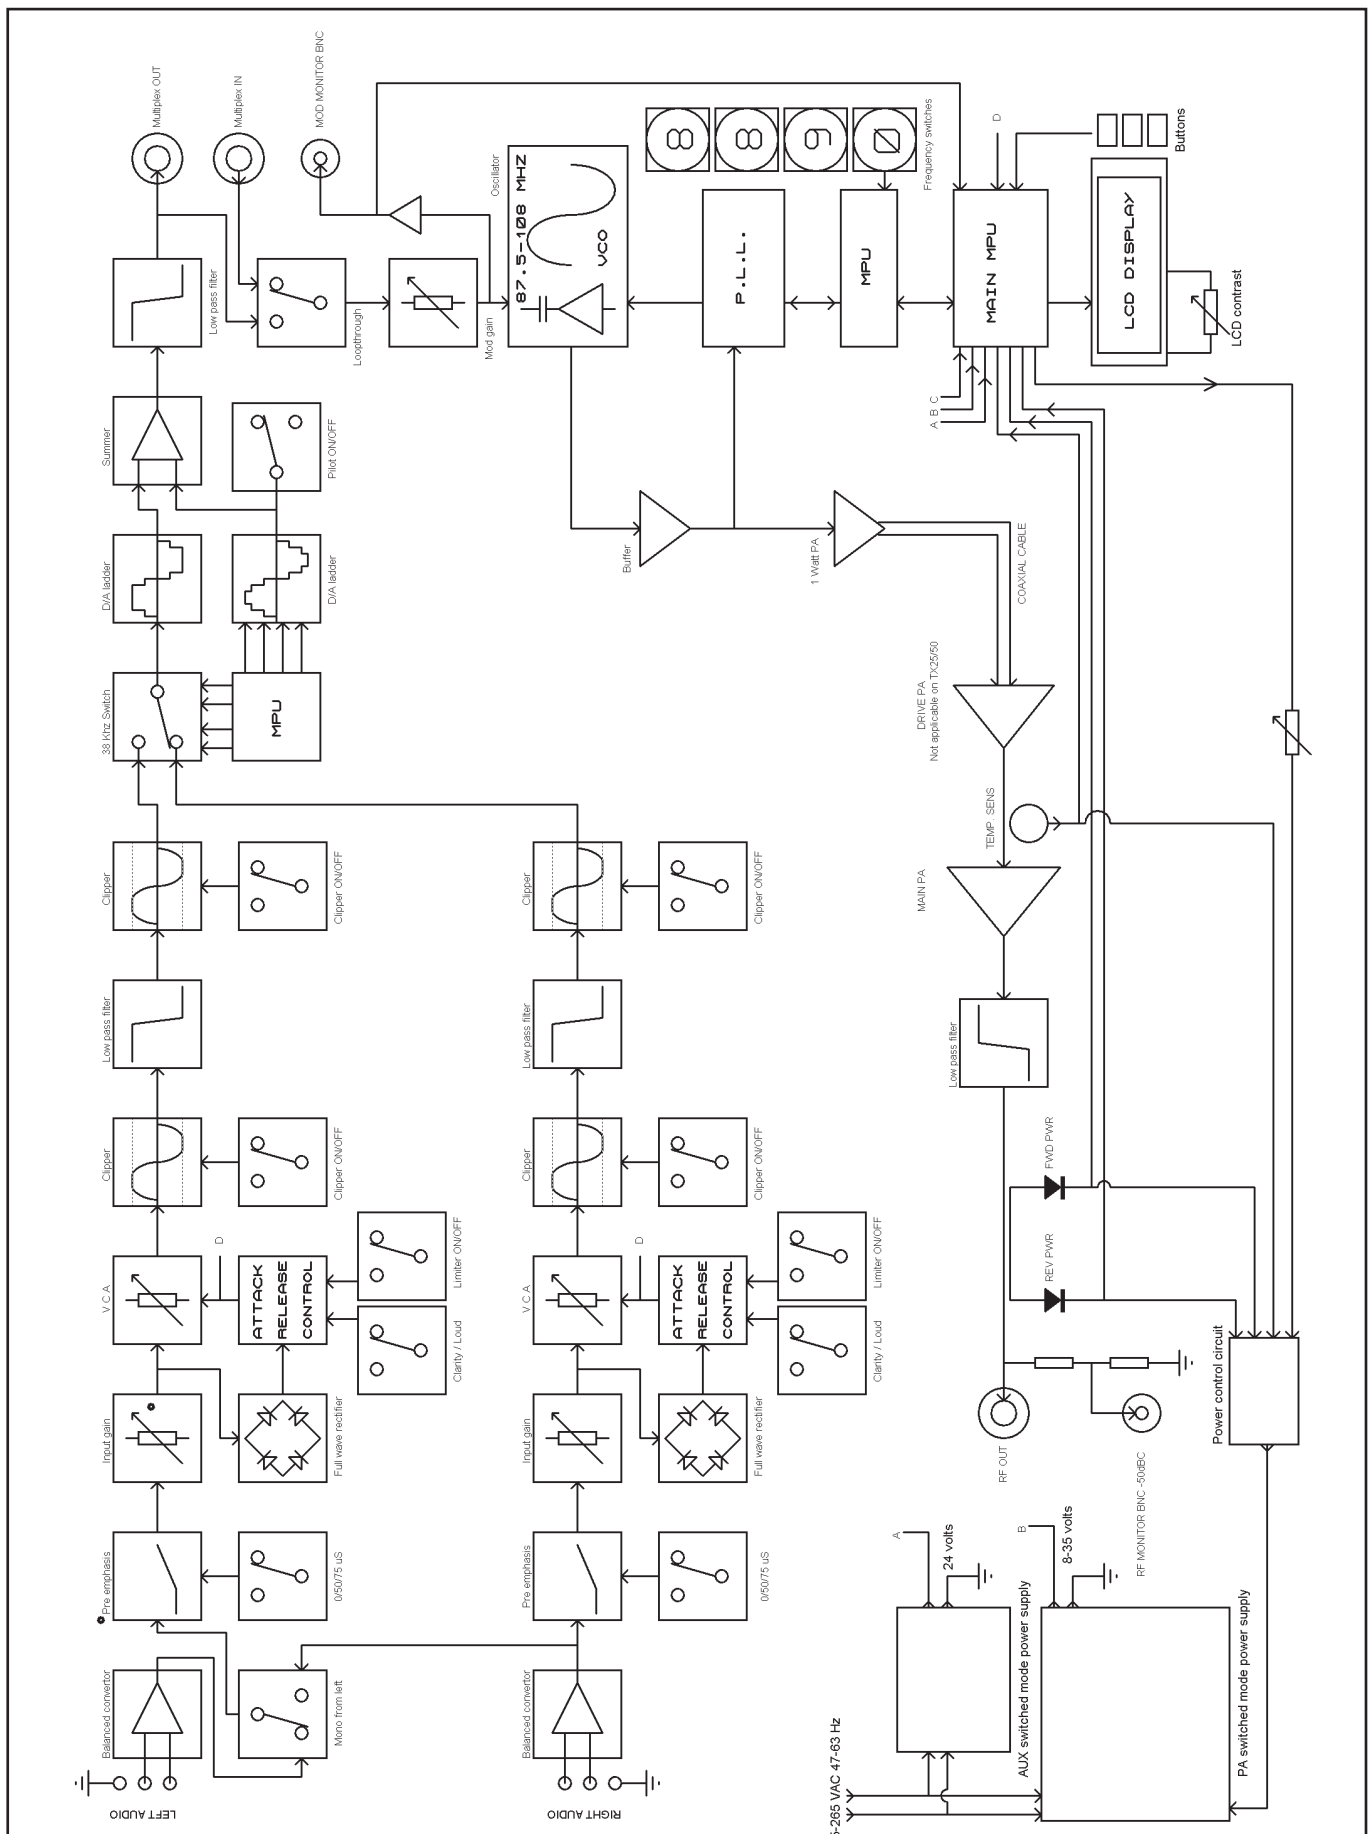 LEFT AUDIO
Balanced convertor
Mono from left
Pre emphasis
0/50/75 uS
Input gain
Full wave rectifier
V C A
D
ATTACK
RELEASE
CONTROL
Limiter ON/OFF
Clarity / Loud
Clipper
Clipper ON/OFF
Low pass filter
Clipper
Clipper ON/OFF
38 Khz Switch
MPU
D/A ladder
D/A ladder
Summer
Pilot ON/OFF
Low pass filter
Multiplex OUT
Multiplex IN
MOD MONITOR BNC
Loopthrough
Mod gain
RIGHT AUDIO
Balanced convertor
Pre emphasis
0/50/75 uS
Input gain
Full wave rectifier
V C A
D
ATTACK
RELEASE
CONTROL
Limiter ON/OFF
Clarity / Loud
Clipper
Clipper ON/OFF
Low pass filter
Clipper
Clipper ON/OFF
Oscillator
87.5-108 MHZ
VCO
Buffer
P.L.L.
MPU
8
8
9
0
Frequency switches
1 Watt PA
COAXIAL CABLE
MAIN MPU
D
A B C
Buttons
LCD DISPLAY
LCD contrast
DRIVE PA
Not applicable on TX25/50
TEMP. SENS
MAIN PA
Low pass filter
FWD PWR
REV PWR
RF OUT
RF MONITOR BNC -50dBC
Power control circuit
A
24 volts
AUX switched mode power supply
B
8-35 volts
PA switched mode power supply
VAC 47-63 Hz